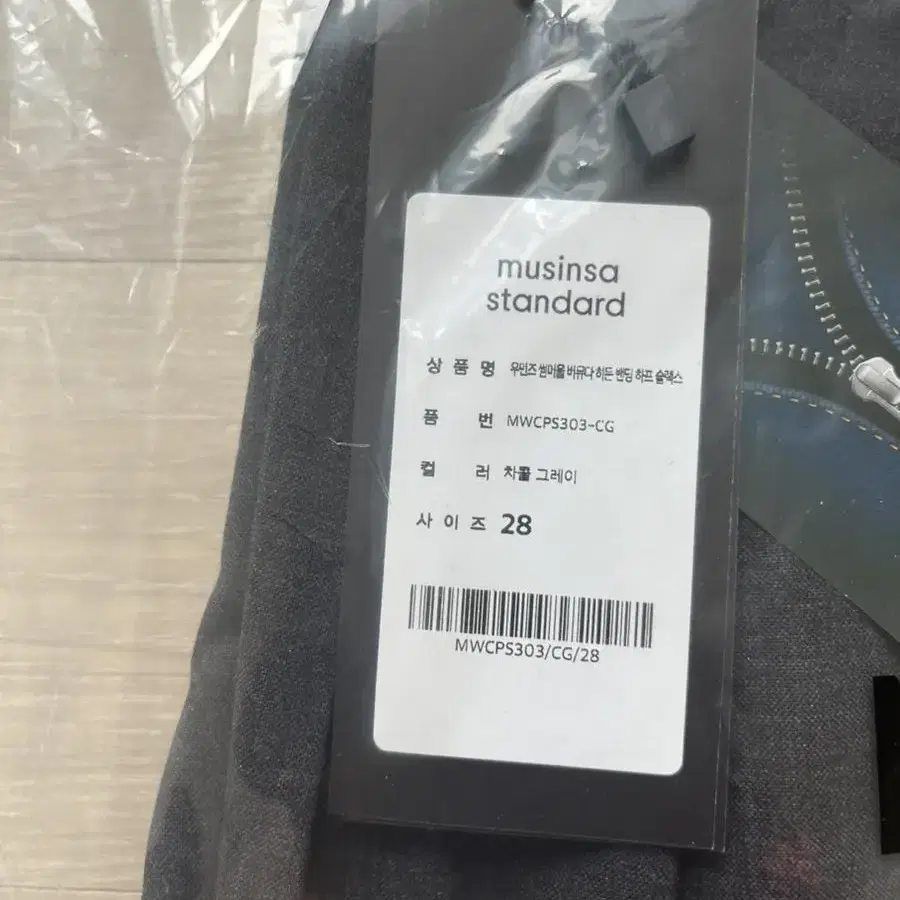 musinsa
standard
상 품 명 우먼즈 썸머울 버뮤다 히든 밴딩 하프 슬랙스
품 번 MWCPS303-CG
컬 러 차콜 그레이
사 이 즈 28
MWCPS303/CG/28